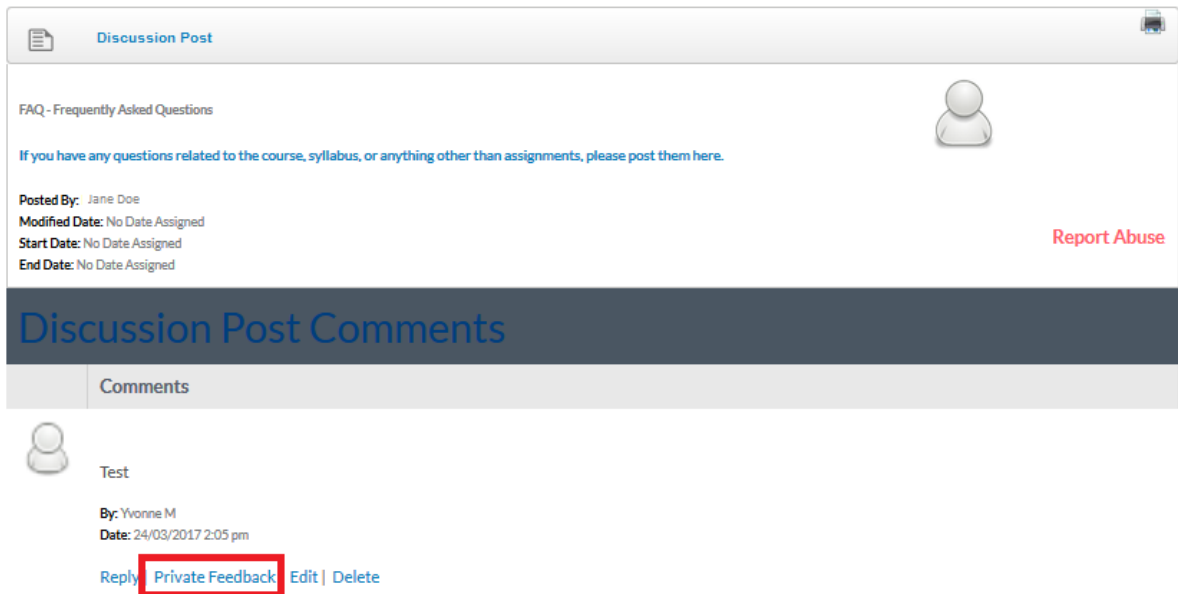 Discussion Post
FAQ - Frequently Asked Questions
If you have any questions related to the course, syllabus, or anything other than assignments, please post them here.
Posted By: Jane Doe
Modified Date: No Date Assigned
Start Date: No Date Assigned
End Date: No Date Assigned
Report Abuse
Discussion Post Comments
Comments
Test
By: Yvonne M
Date: 24/03/2017 2:05 pm
Reply | Private Feedback Edit | Delete